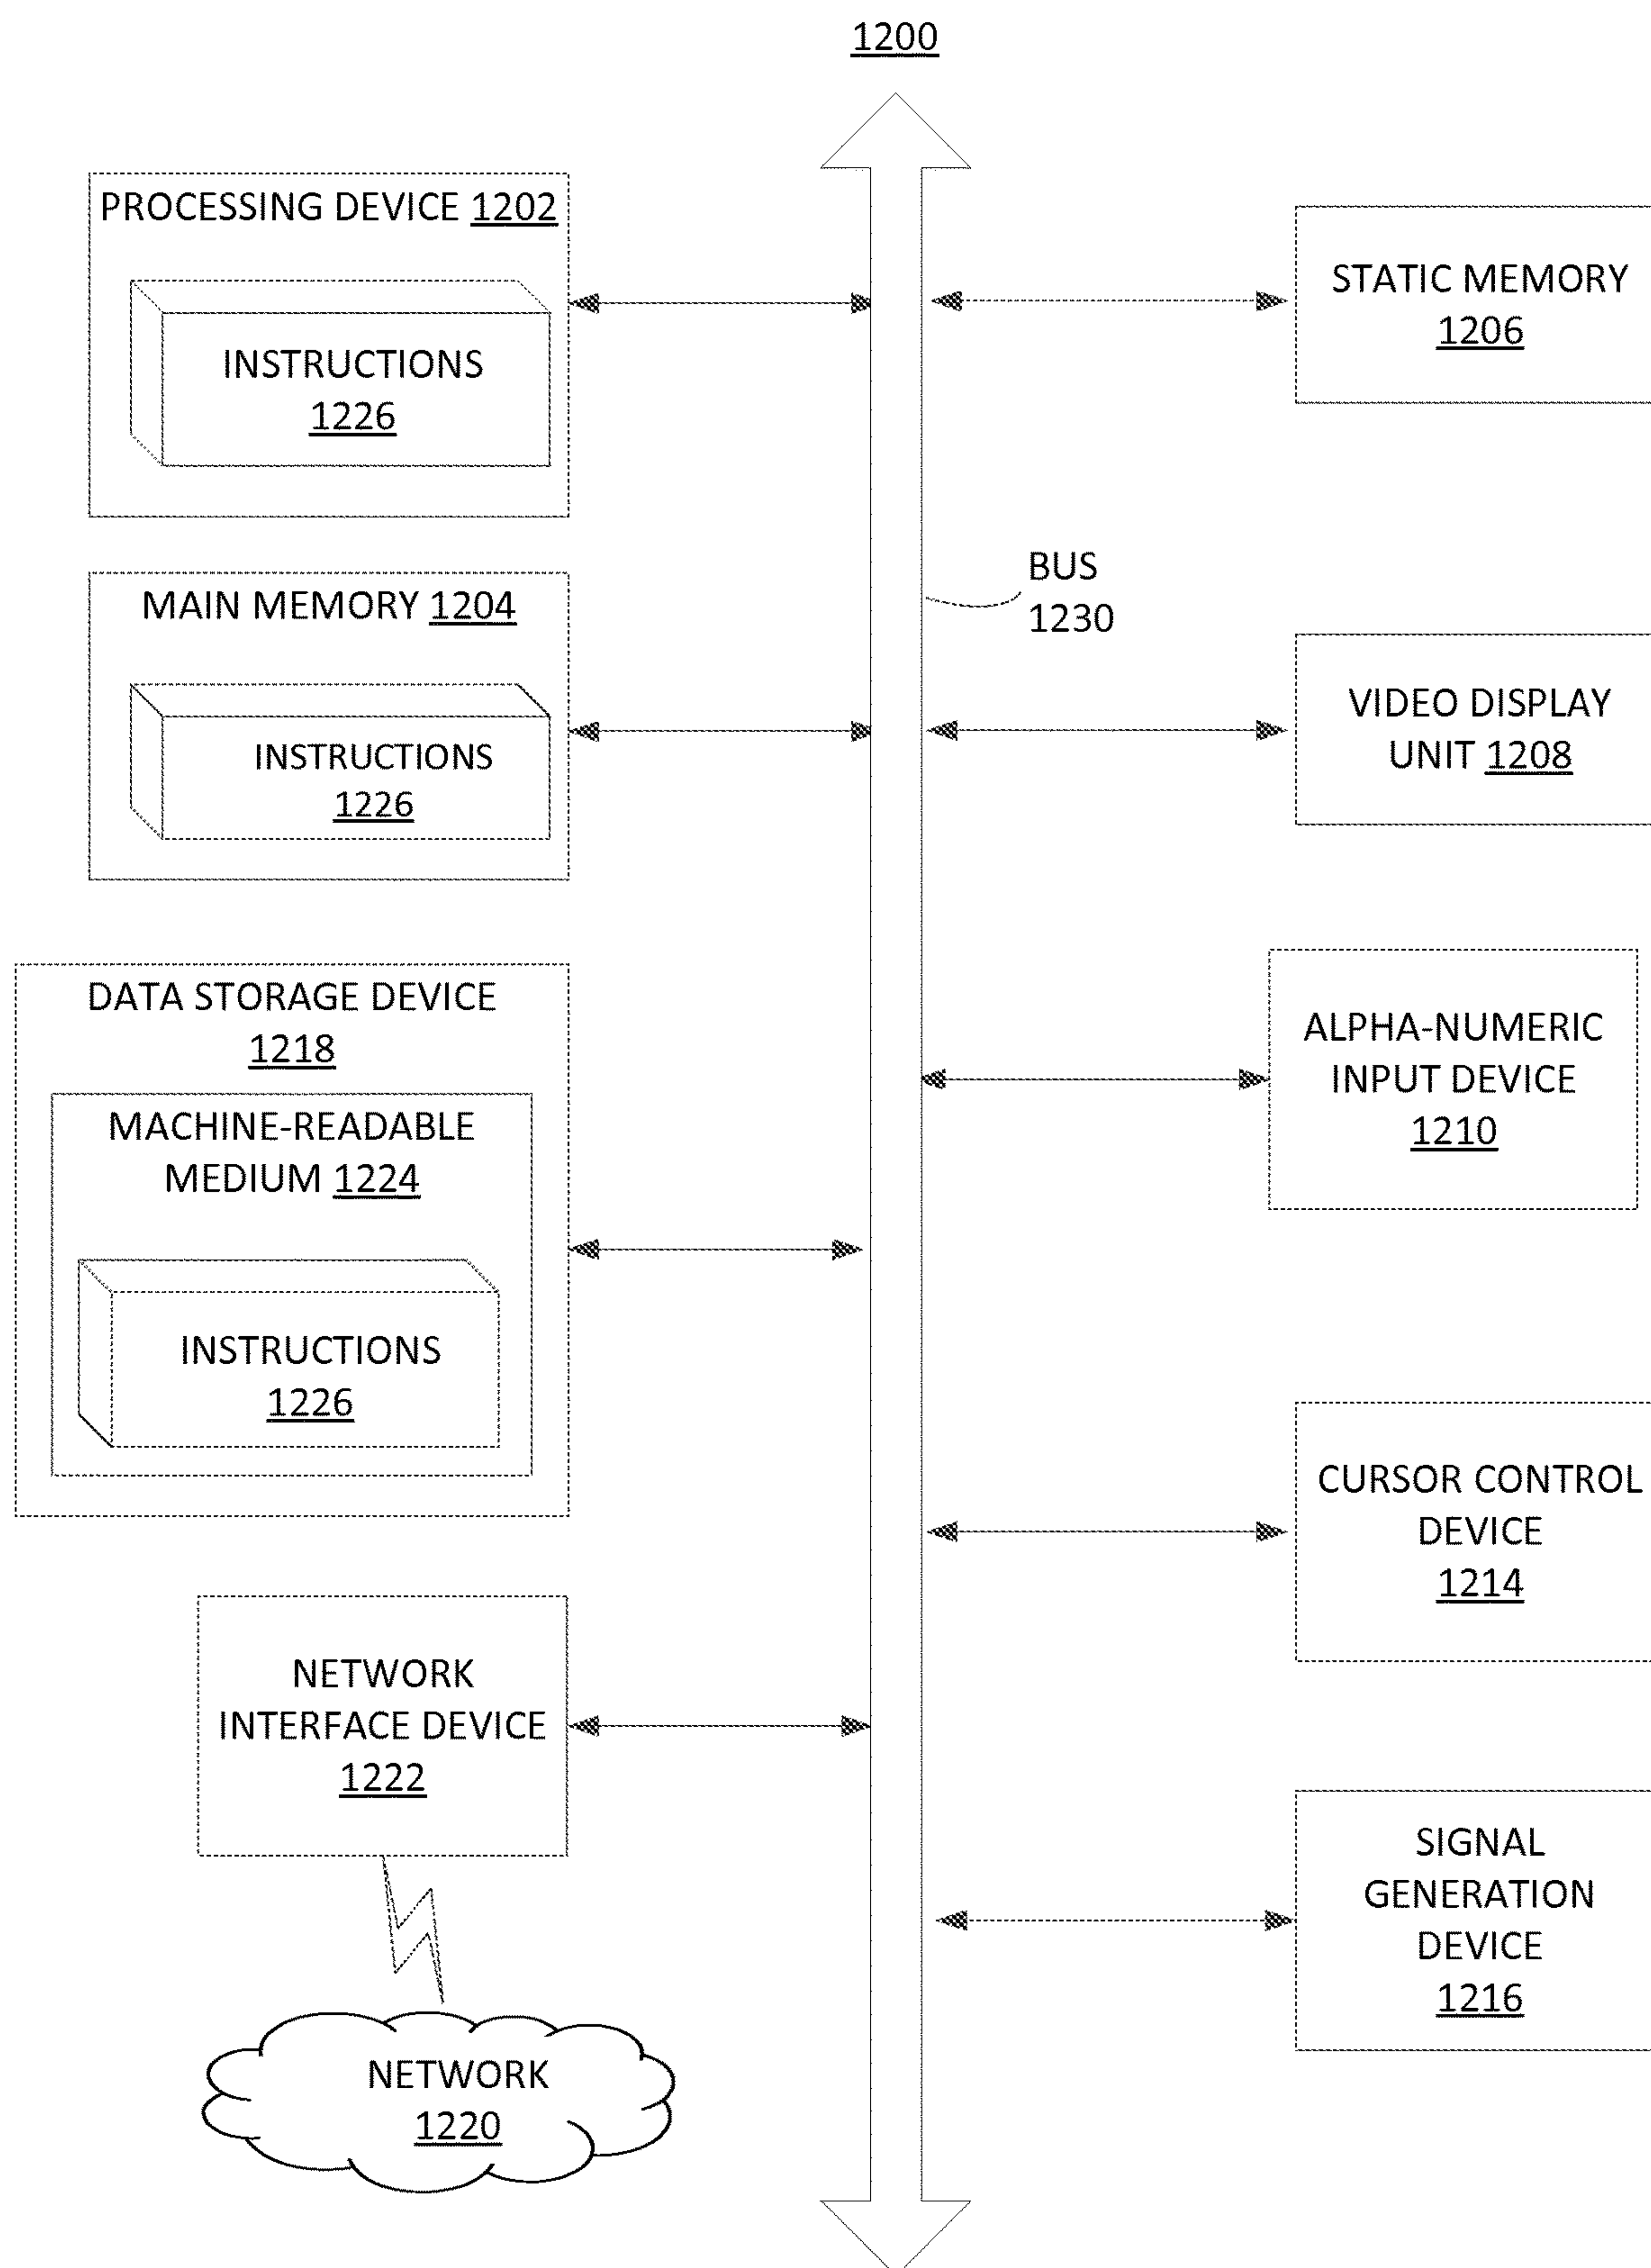 1200
PROCESSING DEVICE 1202
INSTRUCTIONS
1226
MAIN MEMORY 1204
INSTRUCTIONS
1226
DATA STORAGE DEVICE
1218
MACHINE-READABLE
MEDIUM 1224
INSTRUCTIONS
1226
NETWORK
INTERFACE DEVICE
1222
NETWORK
1220
BUS
1230
STATIC MEMORY
1206
VIDEO DISPLAY
UNIT 1208
ALPHA-NUMERIC
INPUT DEVICE
1210
CURSOR CONTROL
DEVICE
1214
SIGNAL
GENERATION
DEVICE
1216